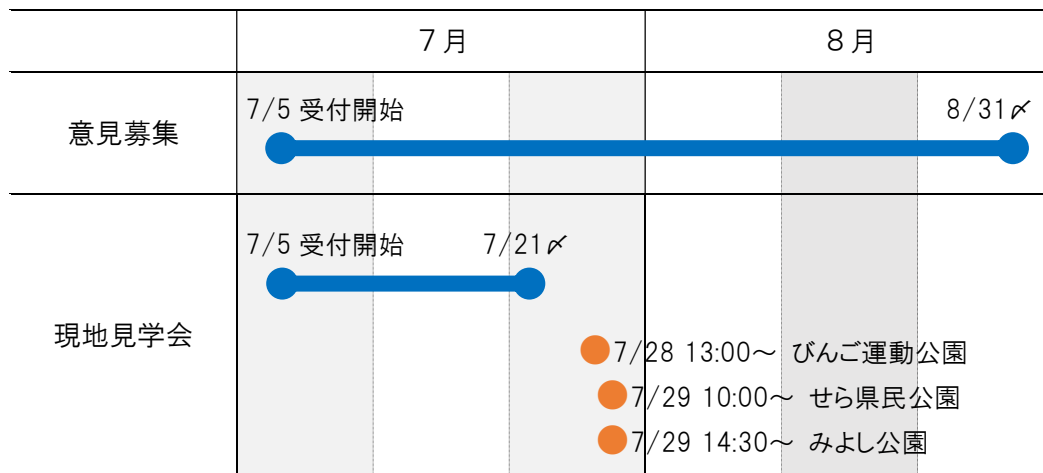 7月
8月
意見募集
7/5 受付開始
8/31〆
現地見学会
7/5 受付開始
7/21〆
7/28 13:00～ びんご運動公園
7/29 10:00～ せら県民公園
7/29 14:30～ みよし公園